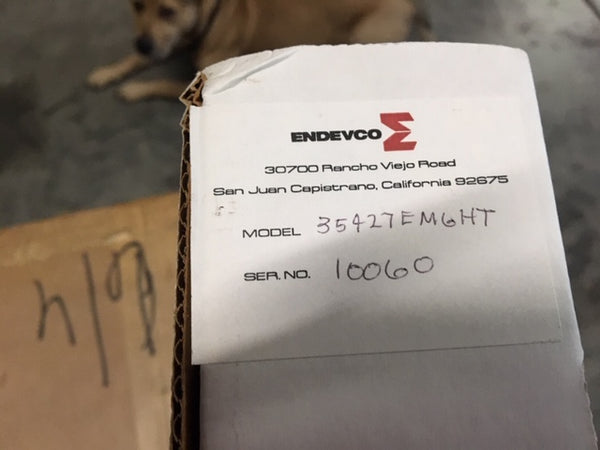 ENDEVCO
30700 Rancho Viejo Road
San Juan Capistrano, California 92675
MODEL 35427EM6HT
SER. NO. 10060